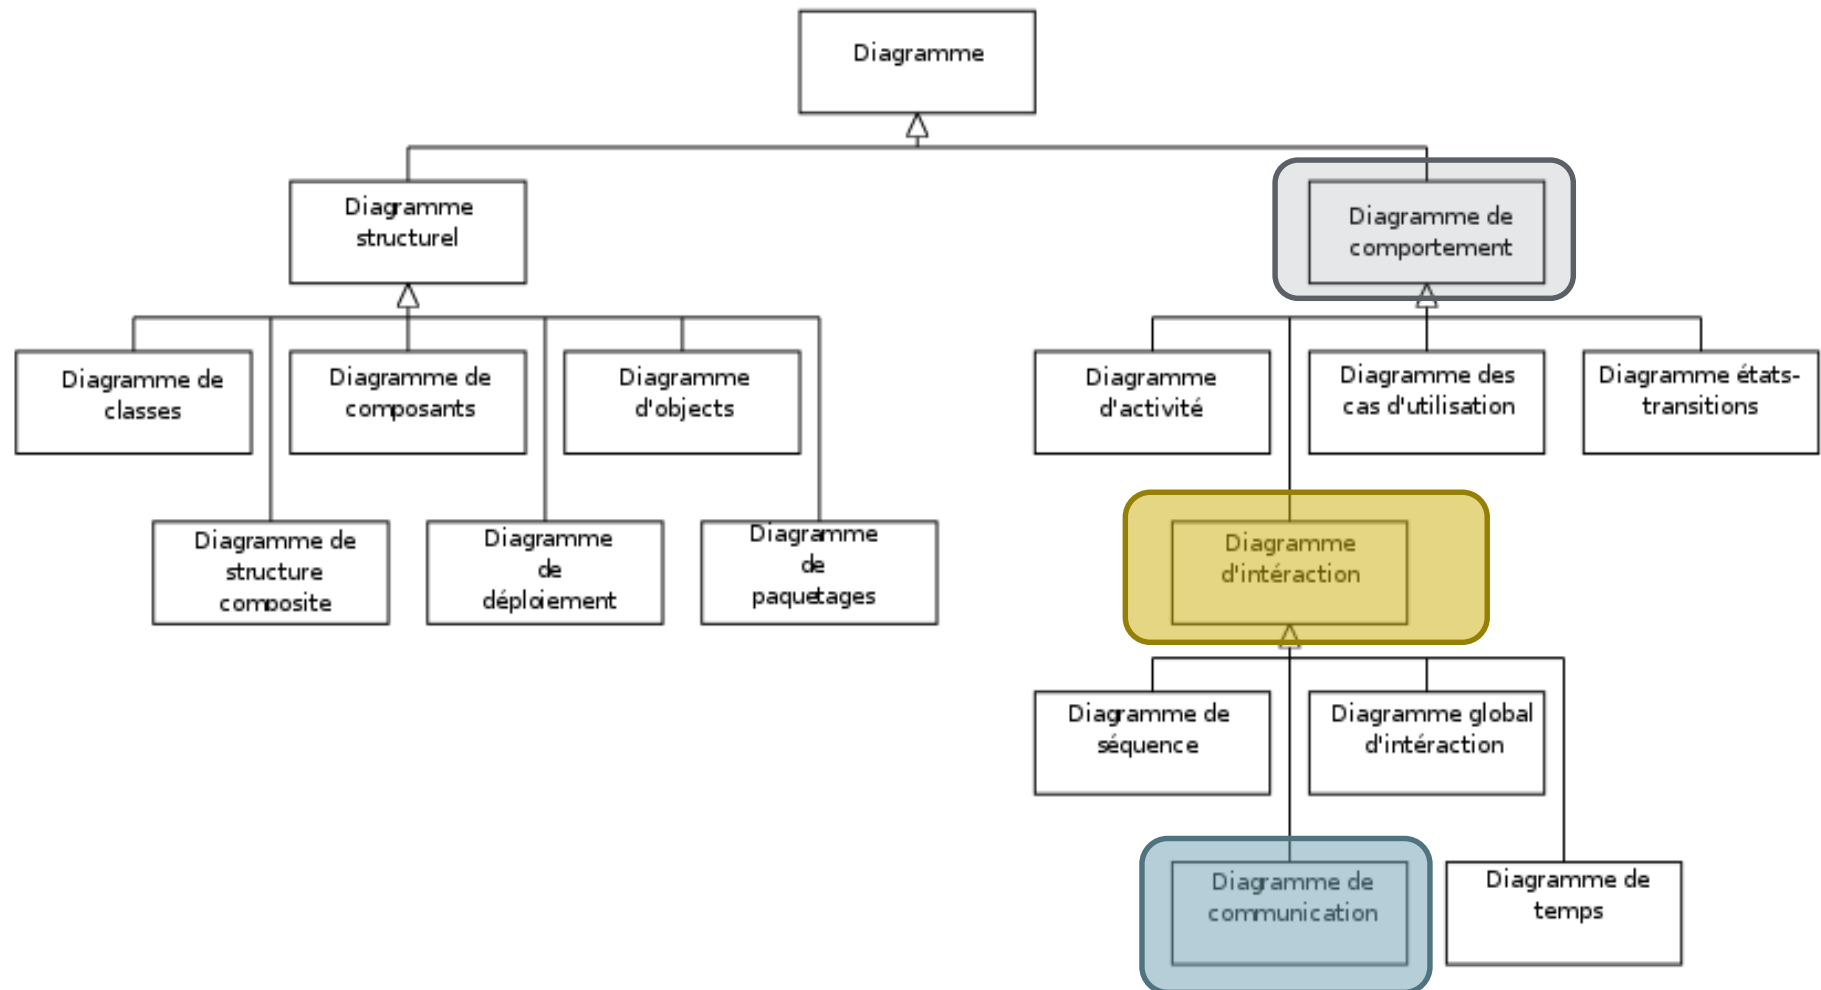 Diagramme
Diagramme
structurel
Diagramme de
comportement
Diagramme de
classes
Diagramme de
composants
Diagramme
d'objects
Diagramme
d'activité
Diagramme des
cas d'utilisation
Diagramme états-
transitions
Diagramme de
structure
composite
Diagramme
de
déploiement
Diagramme
de
paquetages
Diagramme
d'intéraction
Diagramme de
séquence
Diagramme global
d'intéraction
Diagramme de
communication
Diagramme de
temps